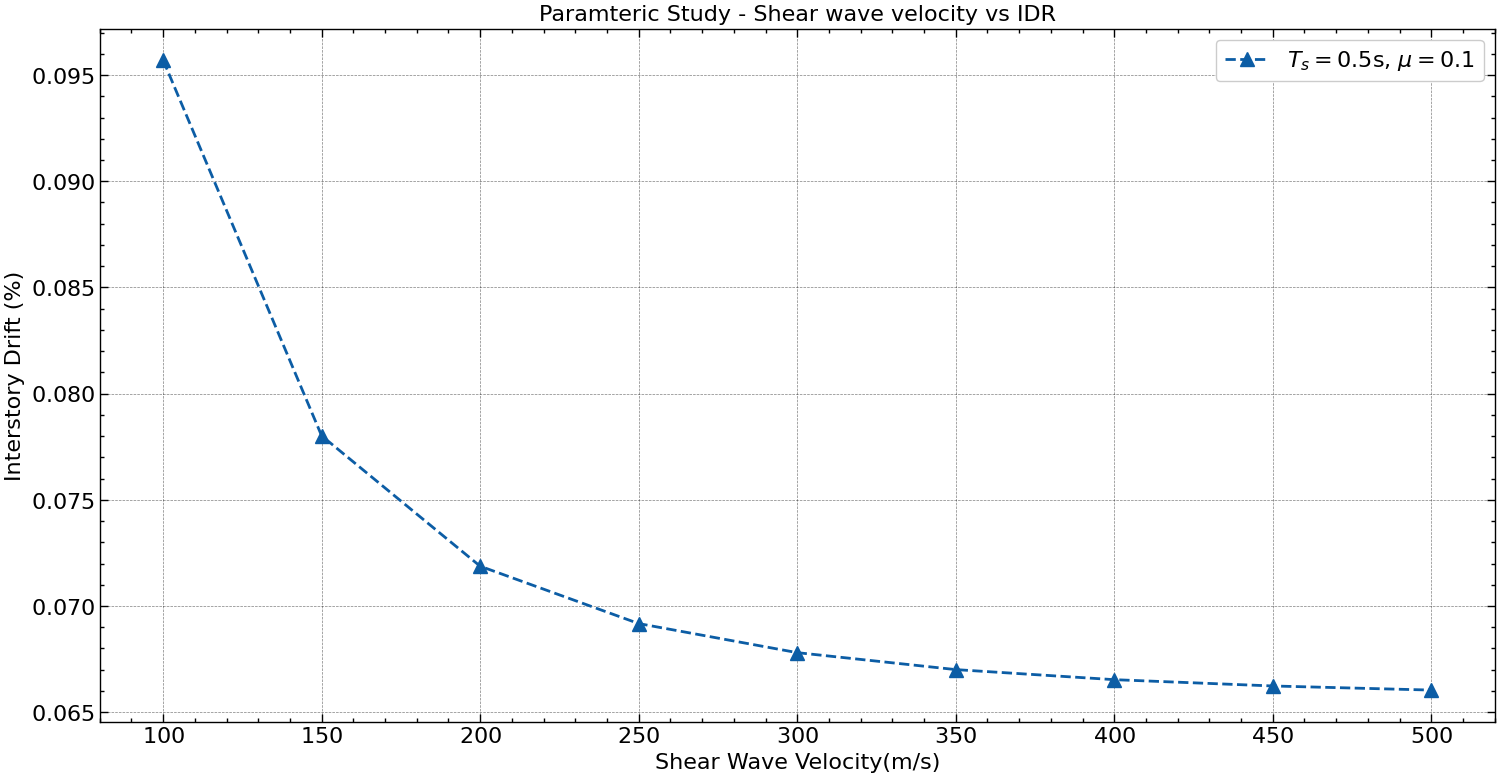 Paramteric Study - Shear wave velocity vs IDR
T_s = 0.5s, μ = 0.1
Interstory Drift (%)
0.095
0.090
0.085
0.080
0.075
0.070
0.065
100 150 200 250 300 350 400 450 500
Shear Wave Velocity(m/s)